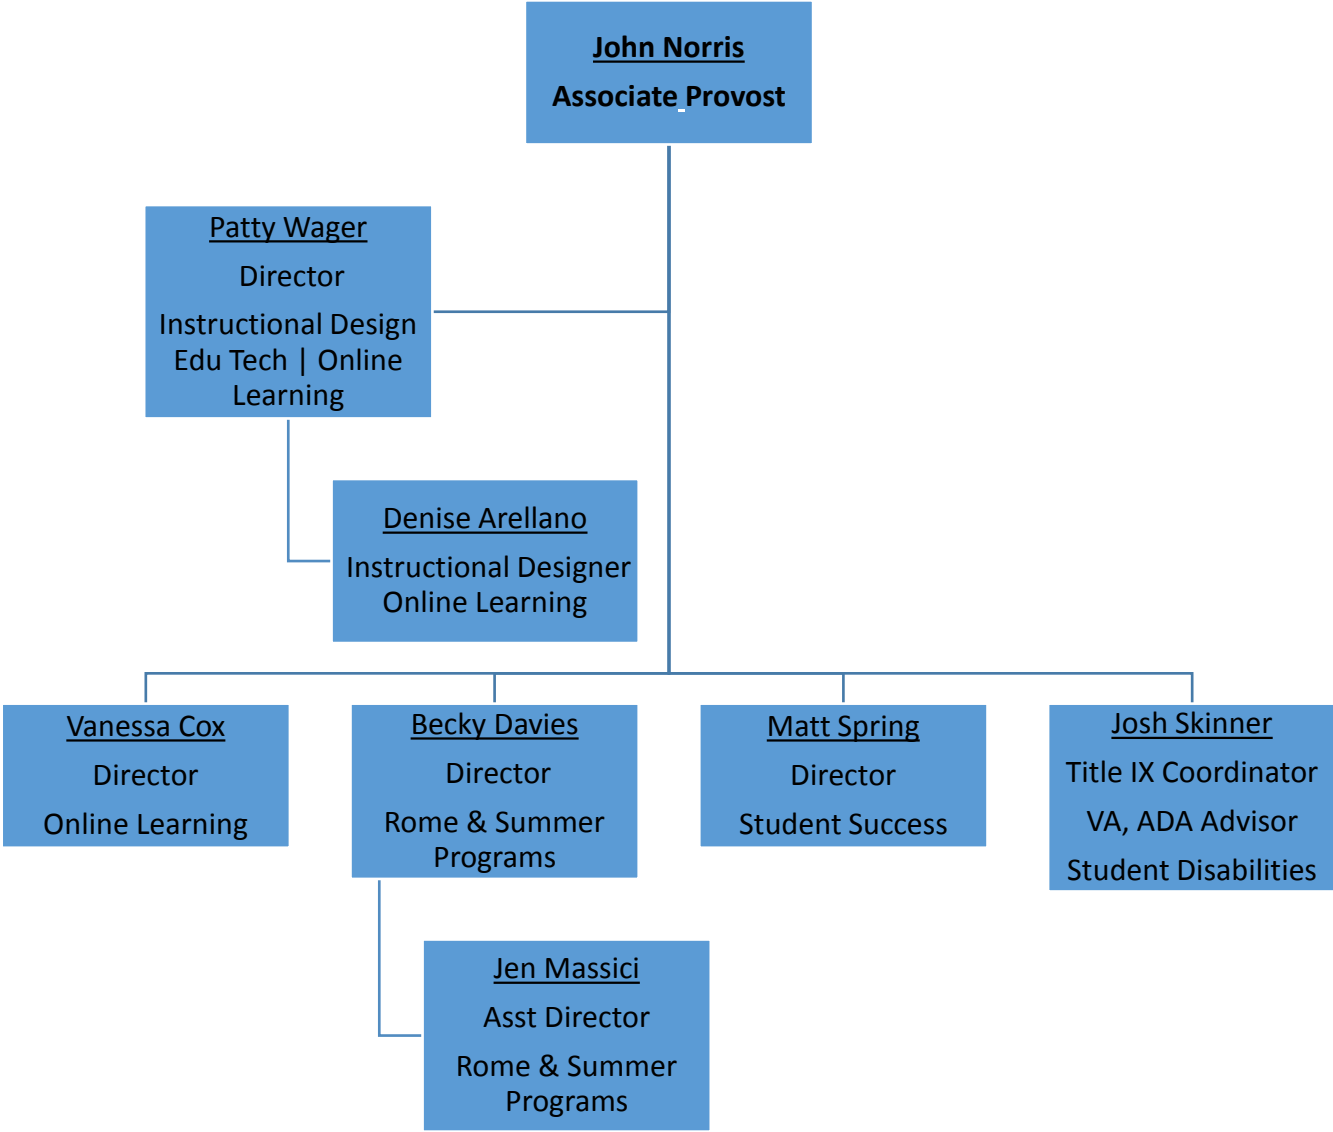 John Norris
Associate Provost
Patty Wager
Director
Instructional Design
Edu Tech | Online
Learning
Denise Arellano
Instructional Designer
Online Learning
Vanessa Cox
Director
Online Learning
Becky Davies
Director
Rome & Summer
Programs
Matt Spring
Director
Student Success
Josh Skinner
Title IX Coordinator
VA, ADA Advisor
Student Disabilities
Jen Massici
Asst Director
Rome & Summer
Programs